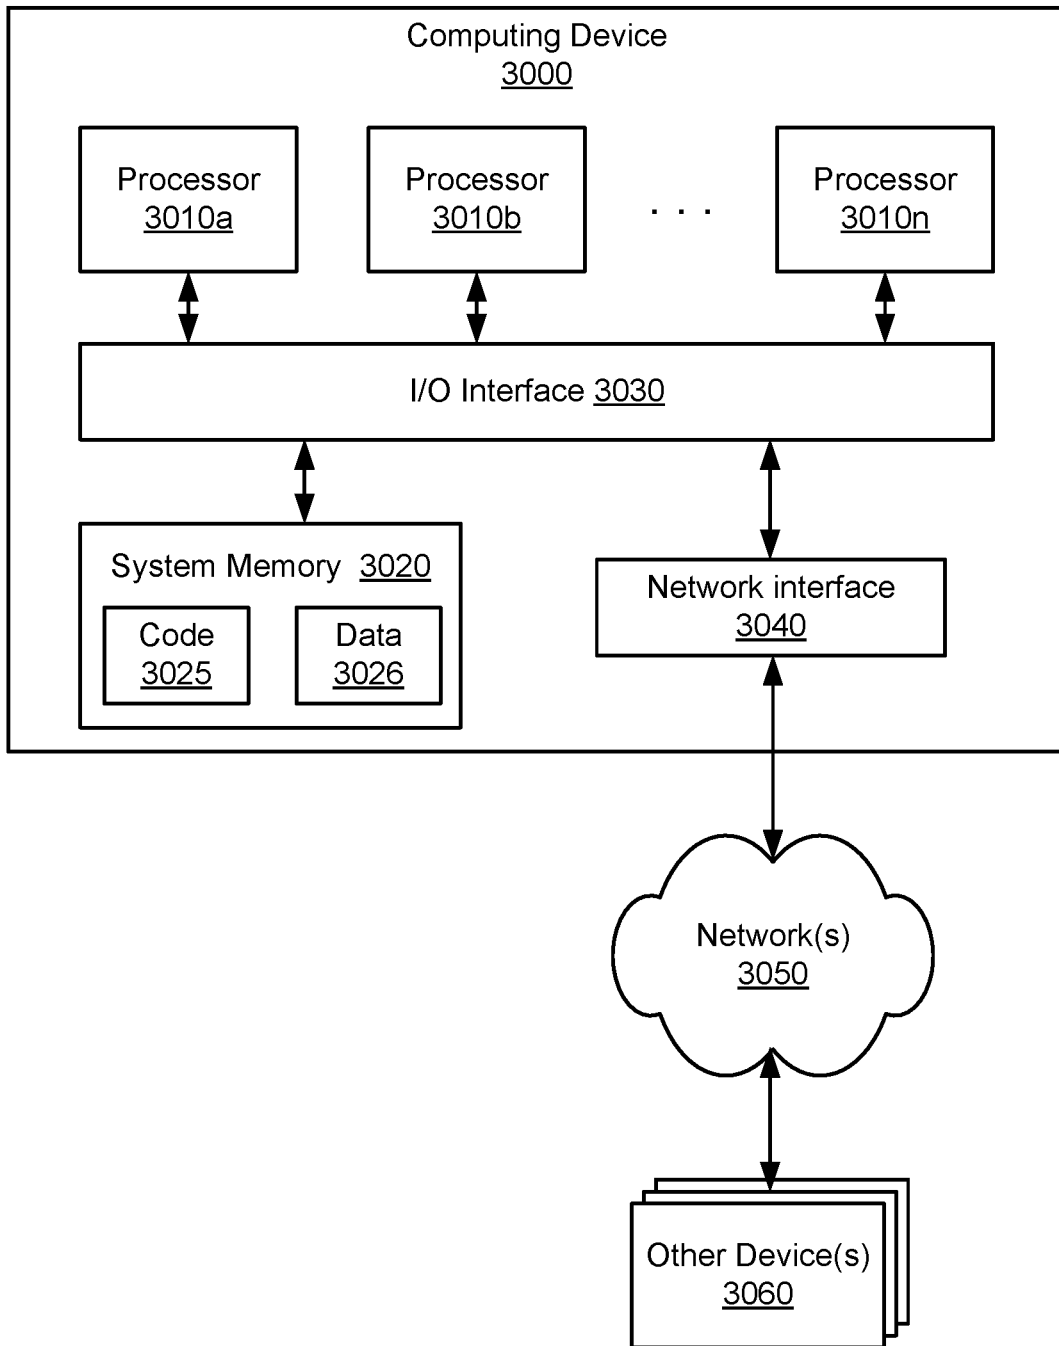 Computing Device
3000
Processor
3010a
Processor
3010b
. . .
Processor
3010n
I/O Interface 3030
System Memory 3020
Code
3025
Data
3026
Network interface
3040
Network(s)
3050
Other Device(s)
3060